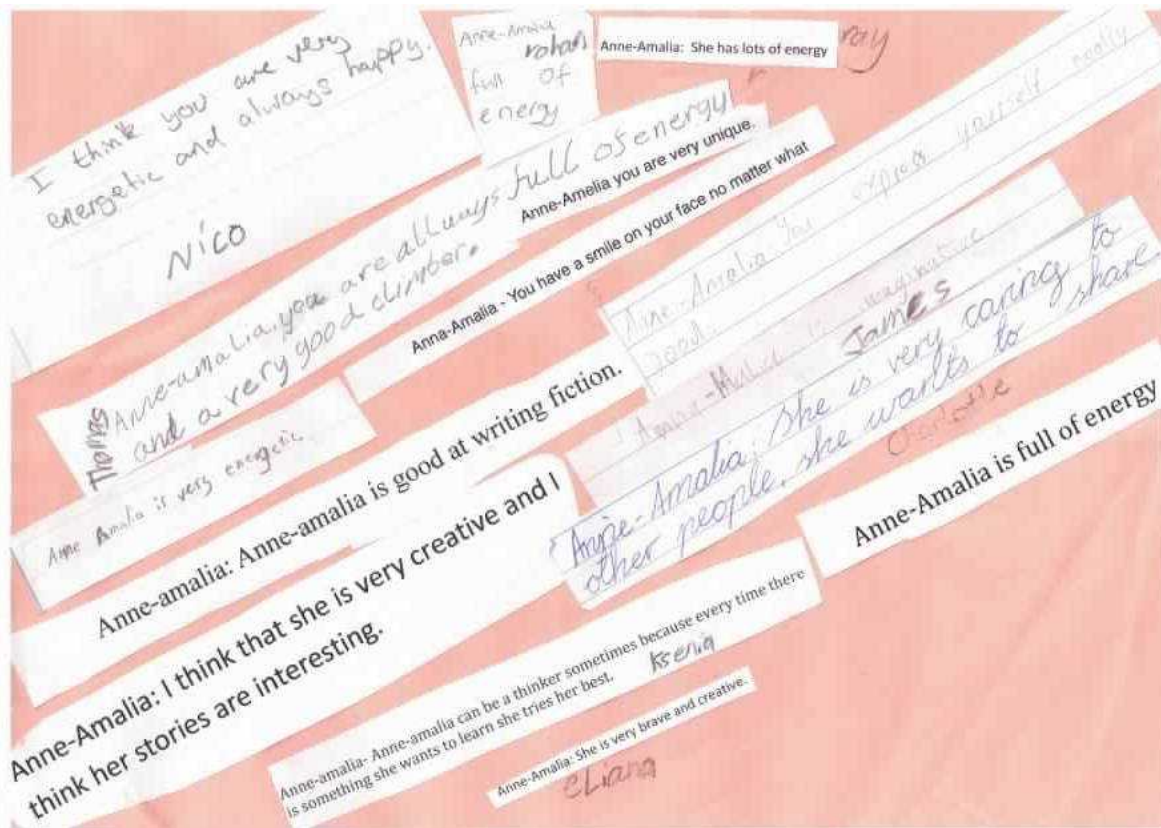 I think you are very
energetic and always happy.
Nico
Anne-Amalia
rohan
full of
energy
Anne-Amalia: She has lots of energy
ray
Thomas
Anne-amalia. you are allways full of energy
and a very good climber.
Anne-Amelia you are very unique.
Anna-Amalia - You have a smile on your face no matter what
Anne-Amalia You express yourself really
good.
is imaginative
James
Anne Amalia is very energetic
Anne-amalia: Anne-amalia is good at writing fiction.
Anne-Amalia: She is very caring to
other people. she wants to share.
Charlotte
Anne-Amalia is full of energy
Anne-Amalia: I think that she is very creative and I
think her stories are interesting.
Anne-amalia- Anne-amalia can be a thinker sometimes because every time there
is something she wants to learn she tries her best.
Ksenia
Anne-Amalia: She is very brave and creative.
eLiana